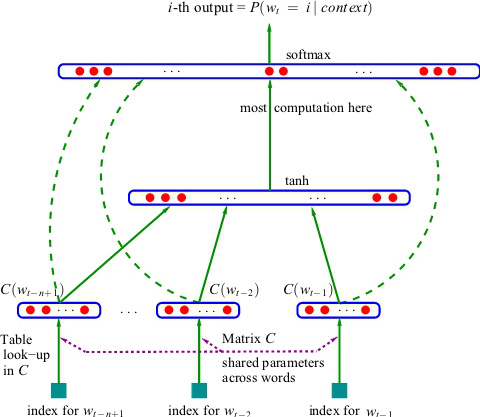 i-th output = P(w_t = i | context)
softmax
. . . . . .
most computation here
tanh
. . . . . .
C(w_{t−n+1}) C(w_{t−2}) C(w_{t−1})
. . . . . . . . . . . .
Table
look−up
in C
Matrix C
shared parameters
across words
index for w_{t−n+1} index for w_{t−2} index for w_{t−1}